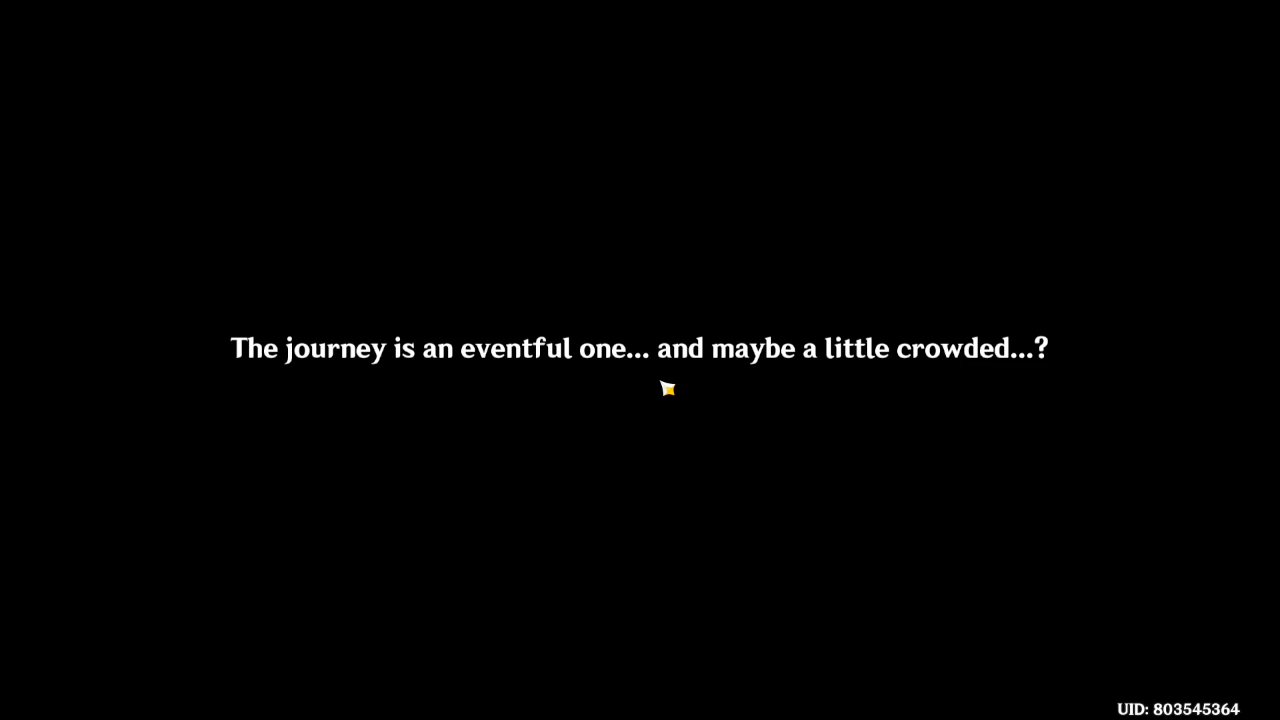 The journey is an eventful one... and maybe a little crowded...?
UID: 803545364